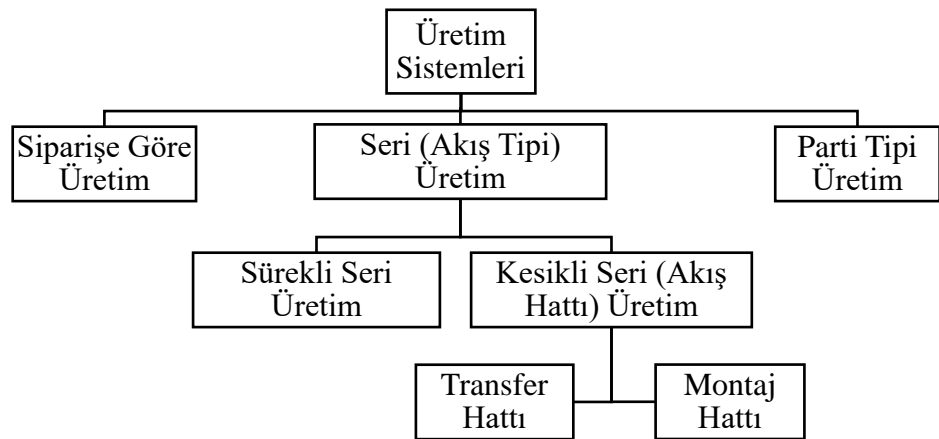 Üretim
Sistemleri
Siparişe Göre
Üretim
Seri (Akış Tipi)
Üretim
Parti Tipi
Üretim
Sürekli Seri
Üretim
Kesikli Seri (Akış
Hattı) Üretim
Transfer
Hattı
Montaj
Hattı